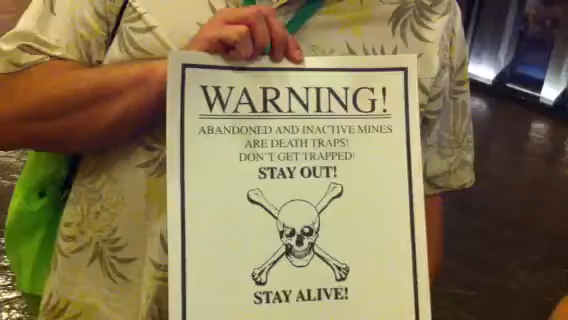 WARNING!
ABANDONED AND INACTIVE MINES
ARE DEATH TRAPS!
DON'T GET TRAPPED!
STAY OUT!
STAY ALIVE!